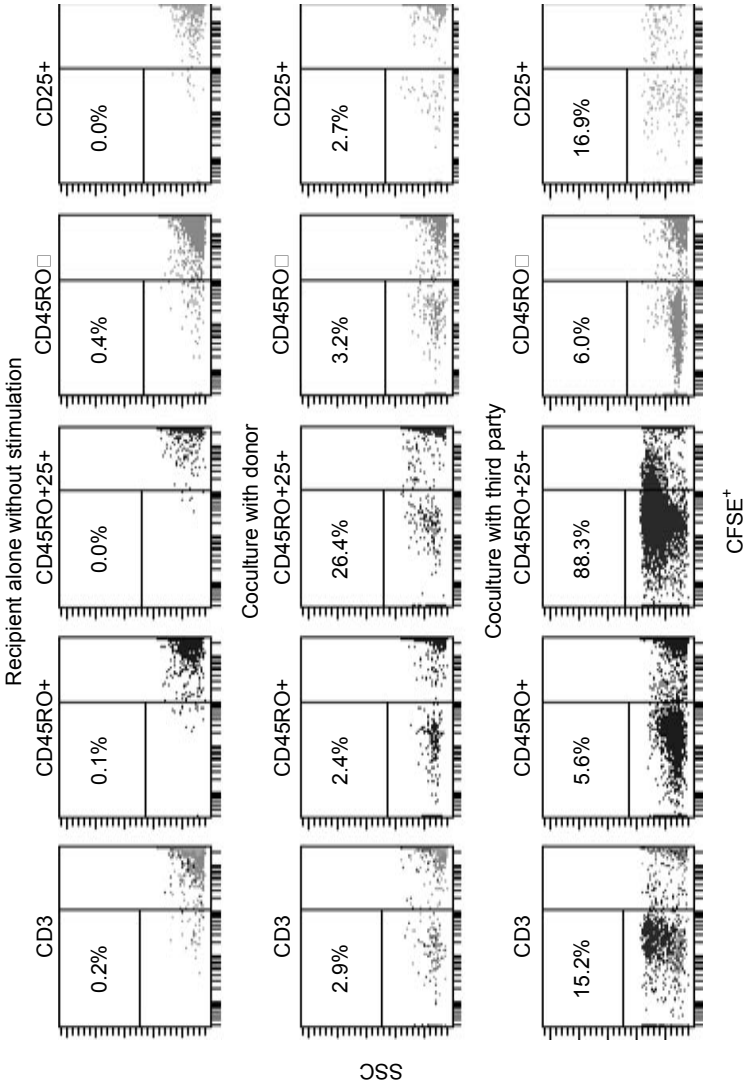 Recipient alone without stimulation
CD3 CD45RO+ CD45RO+25+ CD45RO□ CD25+
0.2% 0.1% 0.0% 0.4% 0.0%
Coculture with donor
CD3 CD45RO+ CD45RO+25+ CD45RO□ CD25+
2.9% 2.4% 26.4% 3.2% 2.7%
Coculture with third party
CD3 CD45RO+ CD45RO+25+ CD45RO□ CD25+
15.2% 5.6% 88.3% 6.0% 16.9%
SSC
CFSE+